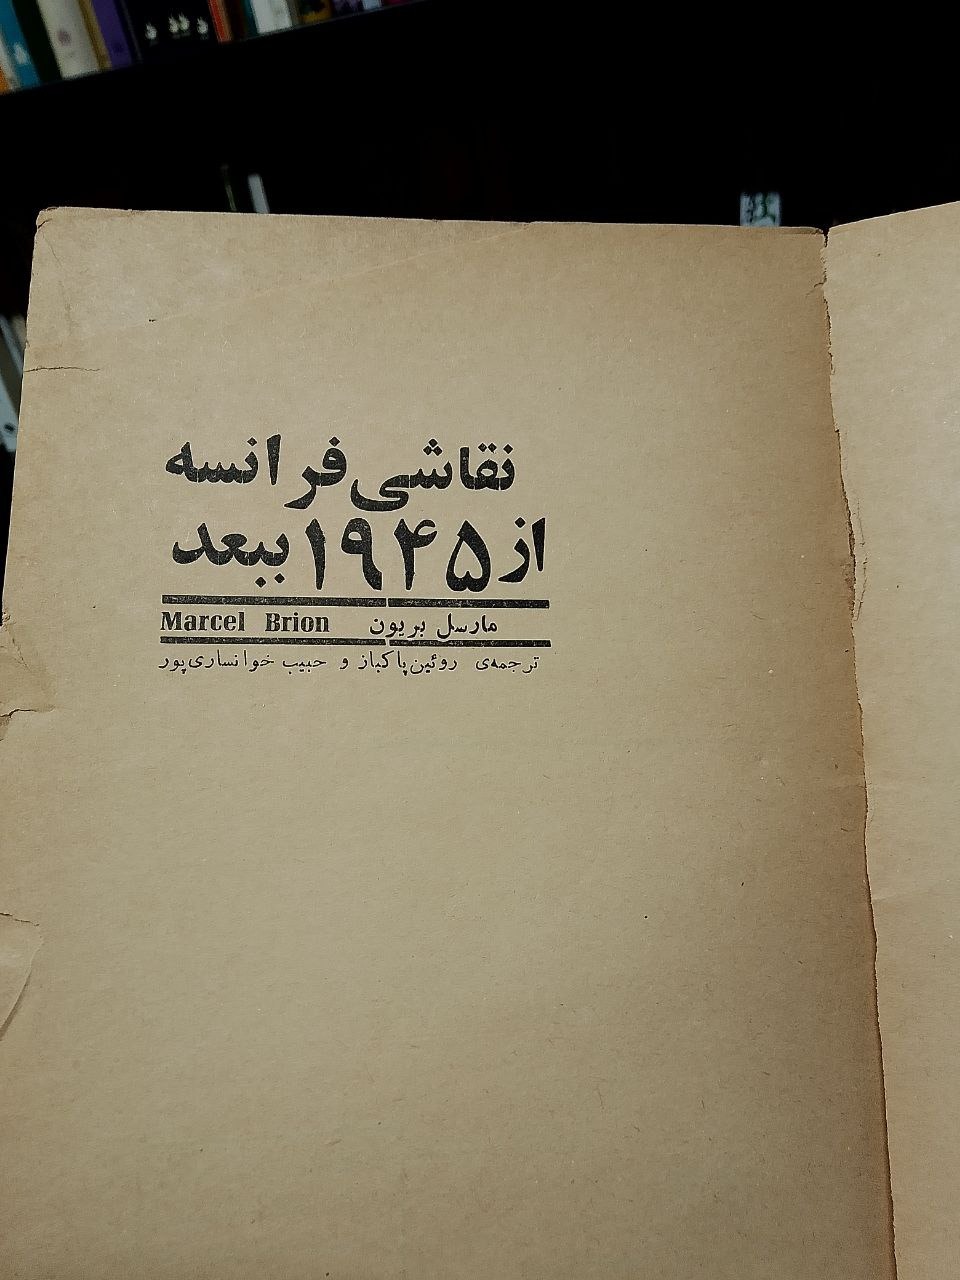 نقاشی فرانسه
از ۱۹۴۵ ببعد
مارسل بریون Marcel Brion
ترجمه‌ی روئین پاکباز و حبیب خوانساری‌پور